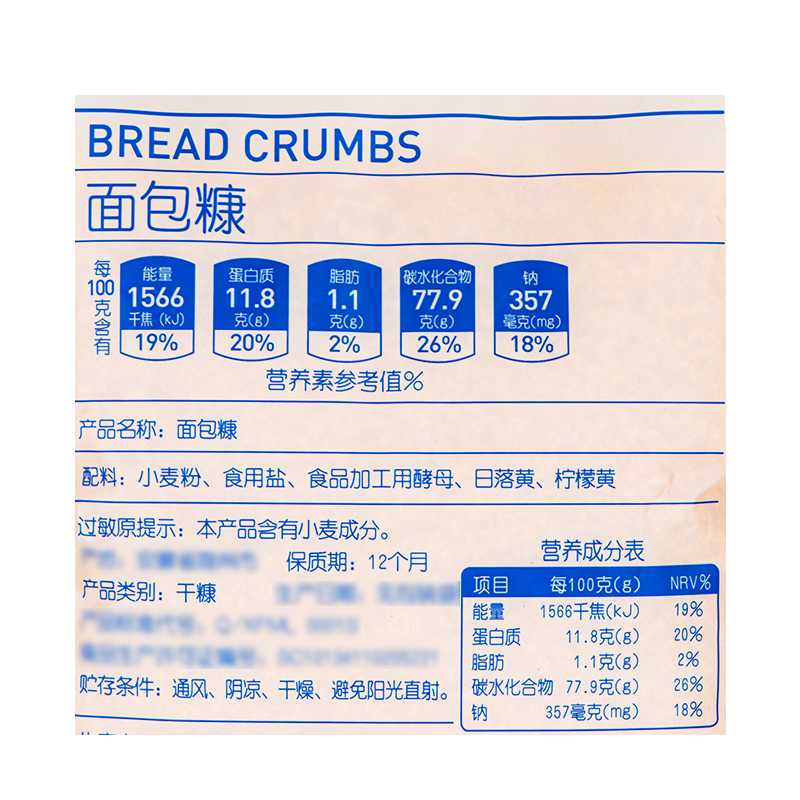 BREAD CRUMBS
面包糠
每100克含有
能量 蛋白质 脂肪 碳水化合物 钠
1566 11.8 1.1 77.9 357
千焦 (kJ) 克(g) 克(g) 克(g) 毫克(mg)
19% 20% 2% 26% 18%
营养素参考值%
产品名称：面包糠
配料：小麦粉、食用盐、食品加工用酵母、日落黄、柠檬黄
过敏原提示：本产品含有小麦成分。
保质期：12个月
产品类别：干糠
贮存条件：通风、阴凉、干燥、避免阳光直射。
营养成分表
项目 每100克(g) NRV%
能量 1566千焦(kJ) 19%
蛋白质 11.8克(g) 20%
脂肪 1.1克(g) 2%
碳水化合物 77.9克(g) 26%
钠 357毫克(mg) 18%